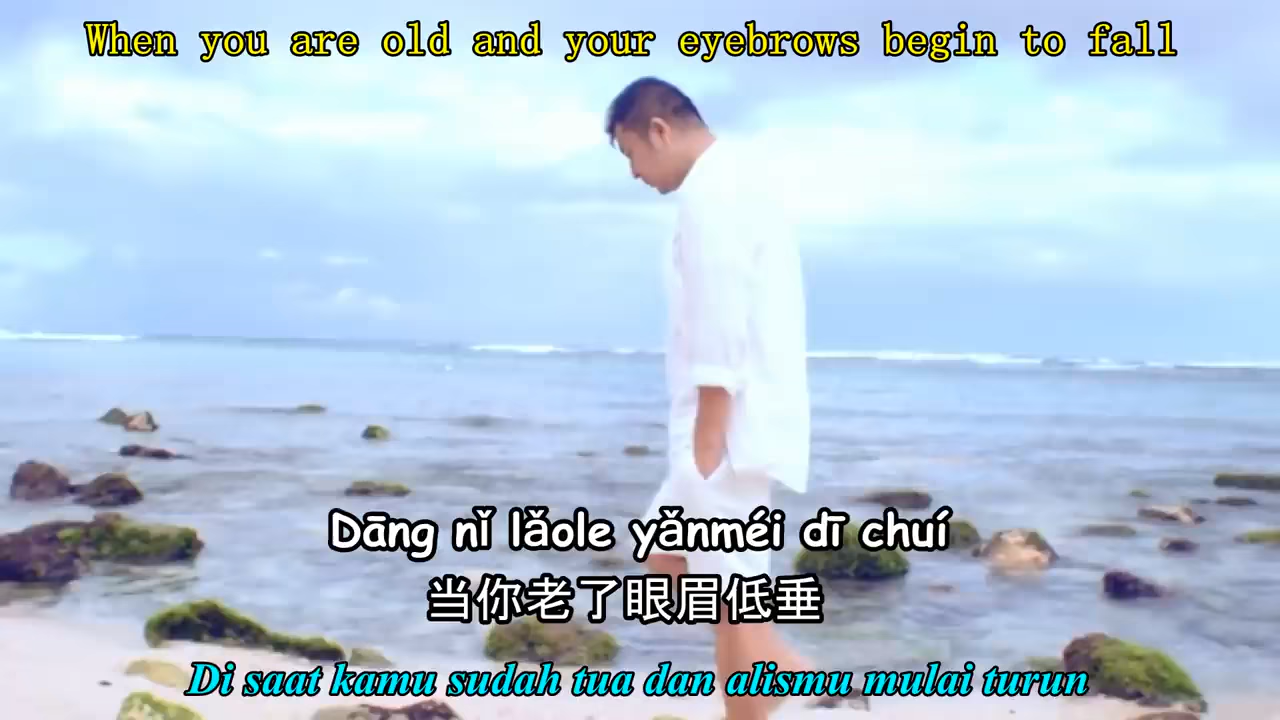 When you are old and your eyebrows begin to fall
Dāng nǐ lǎole yǎnméi dī chuí
当你老了眼眉低垂
Di saat kamu sudah tua dan alismu mulai turun